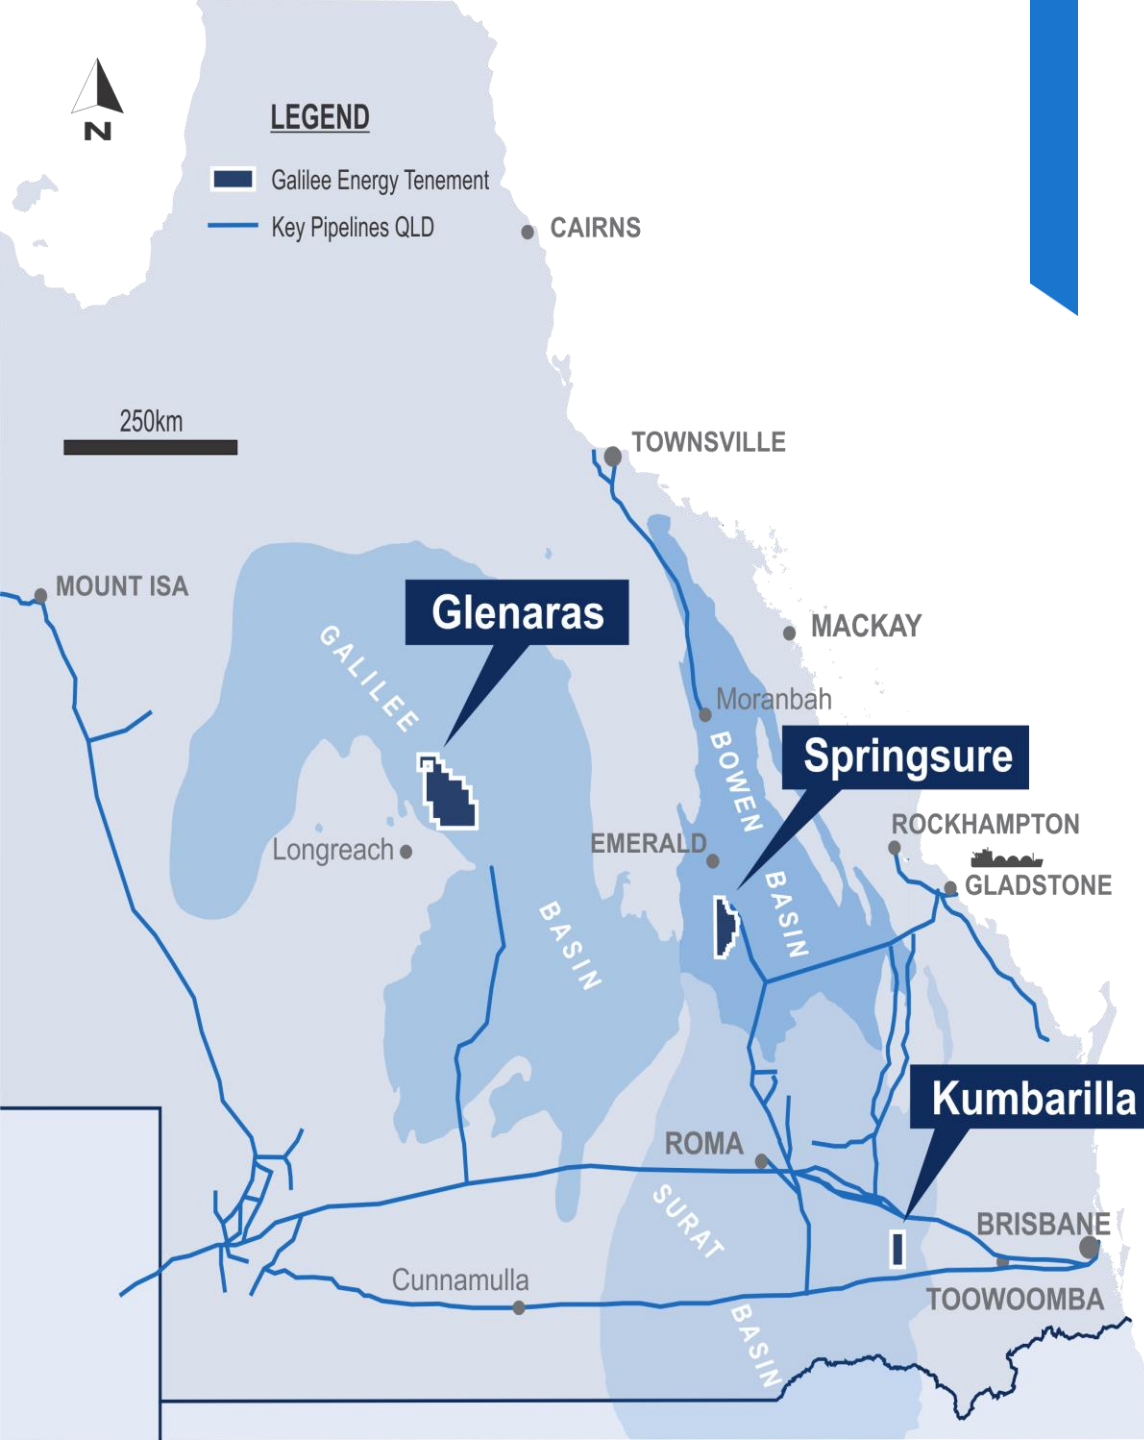 LEGEND
N
Galilee Energy Tenement
Key Pipelines QLD
CAIRNS
250km
TOWNSVILLE
MOUNT ISA
Glenaras
MACKAY
GALILEE
Moranbah
BOWEN
Springsure
ROCKHAMPTON
EMERALD
Longreach
GLADSTONE
BASIN
BASIN
Kumbarilla
ROMA
SURAT
BRISBANE
Cunnamulla
TOOWOOMBA
BASIN